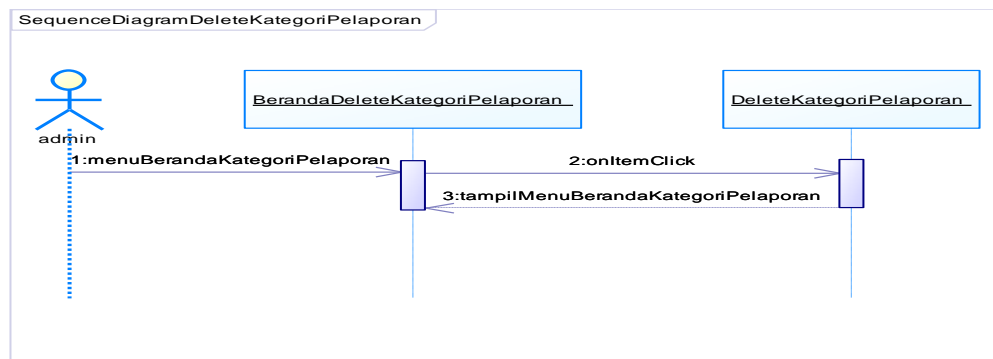 SequenceDiagramDeleteKategoriPelaporan
BerandaDeleteKategoriPelaporan
DeleteKategoriPelaporan
admin
1:menuBerandaKategoriPelaporan
2:onItemClick
3:tampilMenuBerandaKategoriPelaporan